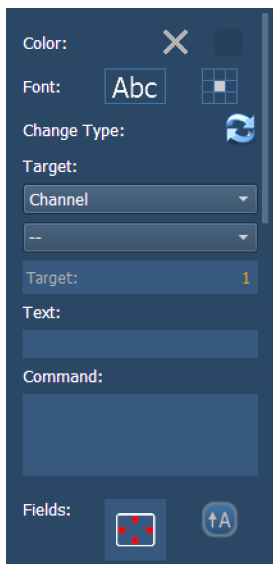 Color:
Font: Abc
Change Type:
Target:
Channel
--
Target: 1
Text:
Command:
Fields: A